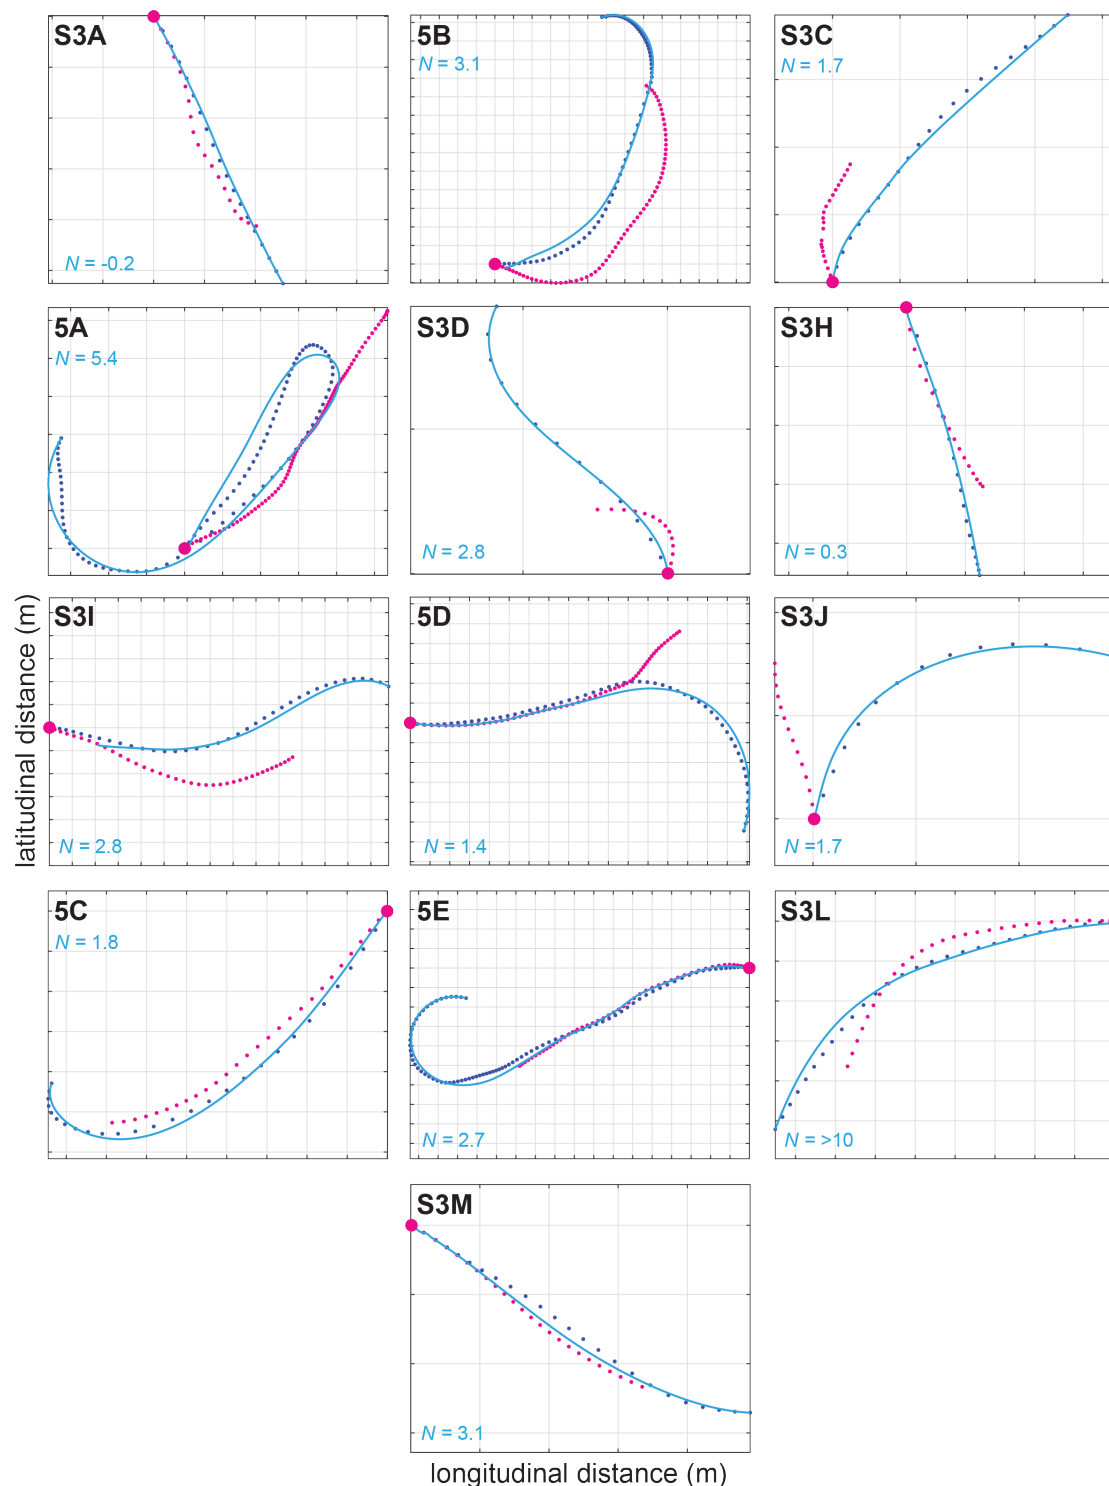 S3A
N = -0.2
5B
N = 3.1
S3C
N = 1.7
5A
N = 5.4
S3D
N = 2.8
S3H
N = 0.3
S3I
N = 2.8
5D
N = 1.4
S3J
N =1.7
5C
N = 1.8
5E
N = 2.7
S3L
N = >10
S3M
N = 3.1
latitudinal distance (m)
longitudinal distance (m)